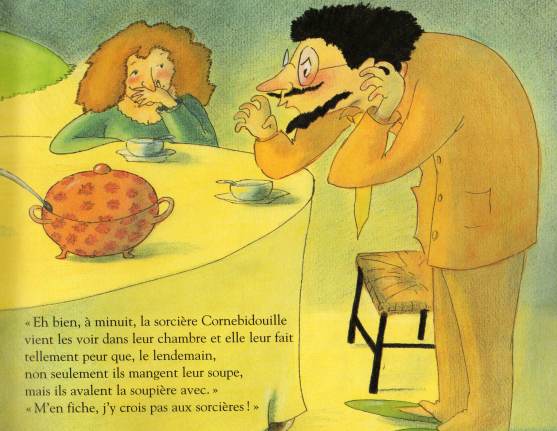 « Eh bien, à minuit, la sorcière Cornebidouille
vient les voir dans leur chambre et elle leur fait
tellement peur que, le lendemain,
non seulement ils mangent leur soupe,
mais ils avalent la soupière avec. »
« M'en fiche, j'y crois pas aux sorcières ! »